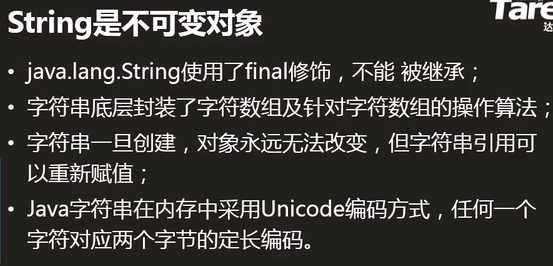 Tare
达
String是不可变对象
• java.lang.String使用了final修饰，不能 被继承；
• 字符串底层封装了字符数组及针对字符数组的操作算法；
• 字符串一旦创建，对象永远无法改变，但字符串引用可
以重新赋值；
• Java字符串在内存中采用Unicode编码方式，任何一个
字符对应两个字节的定长编码。